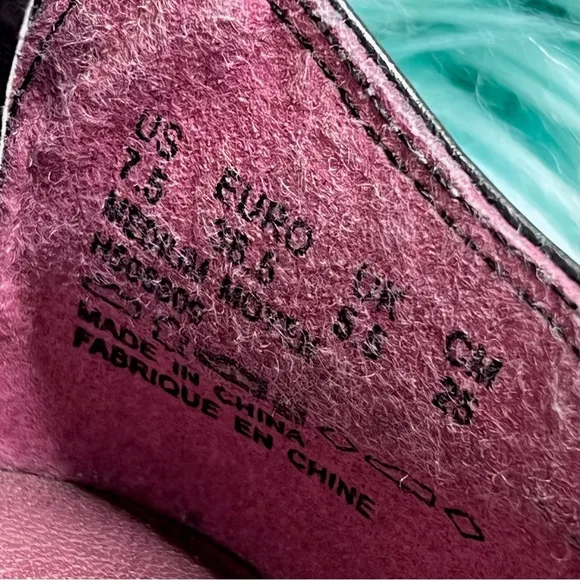 US EURO UK CM
7.5 38.5 5.5 25
MEDIUM MOYEN
MADE IN CHINA
FABRIQUE EN CHINE